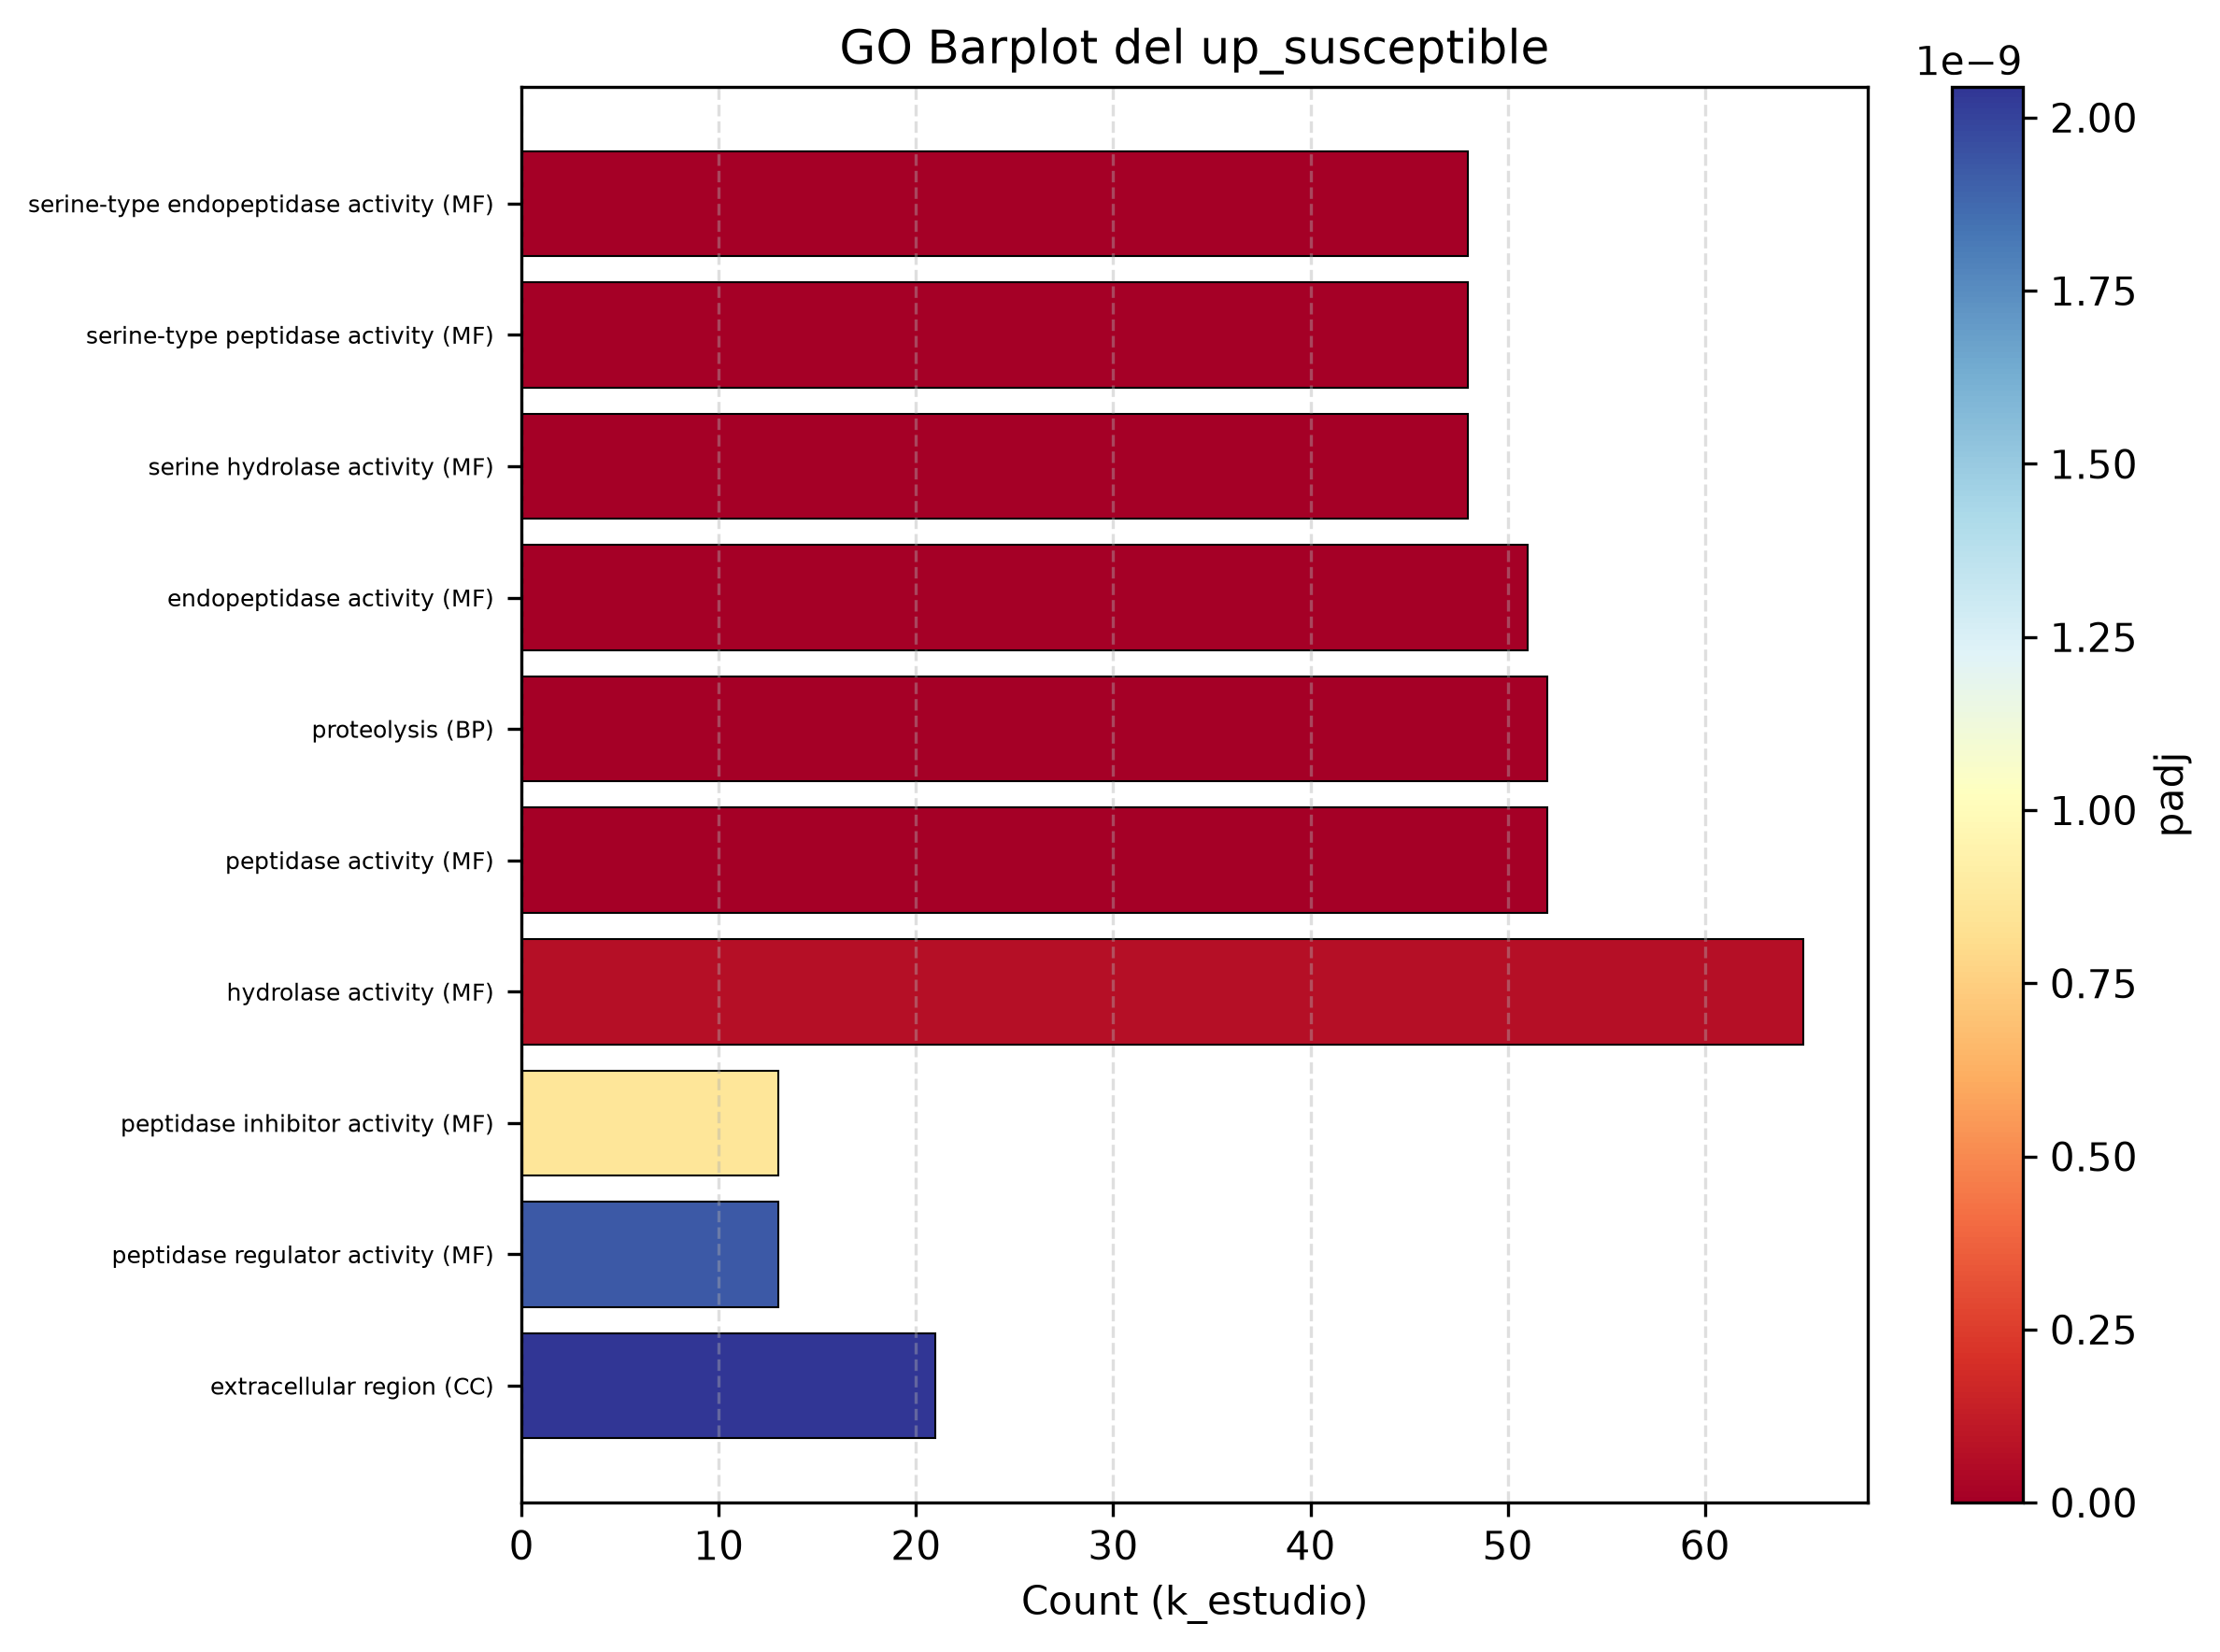 GO Barplot del up_susceptible
serine-type endopeptidase activity (MF)
serine-type peptidase activity (MF)
serine hydrolase activity (MF)
endopeptidase activity (MF)
proteolysis (BP)
peptidase activity (MF)
hydrolase activity (MF)
peptidase inhibitor activity (MF)
peptidase regulator activity (MF)
extracellular region (CC)
0 10 20 30 40 50 60
Count (k_estudio)
1e−9
2.00
1.75
1.50
1.25
1.00
0.75
0.50
0.25
0.00
padj